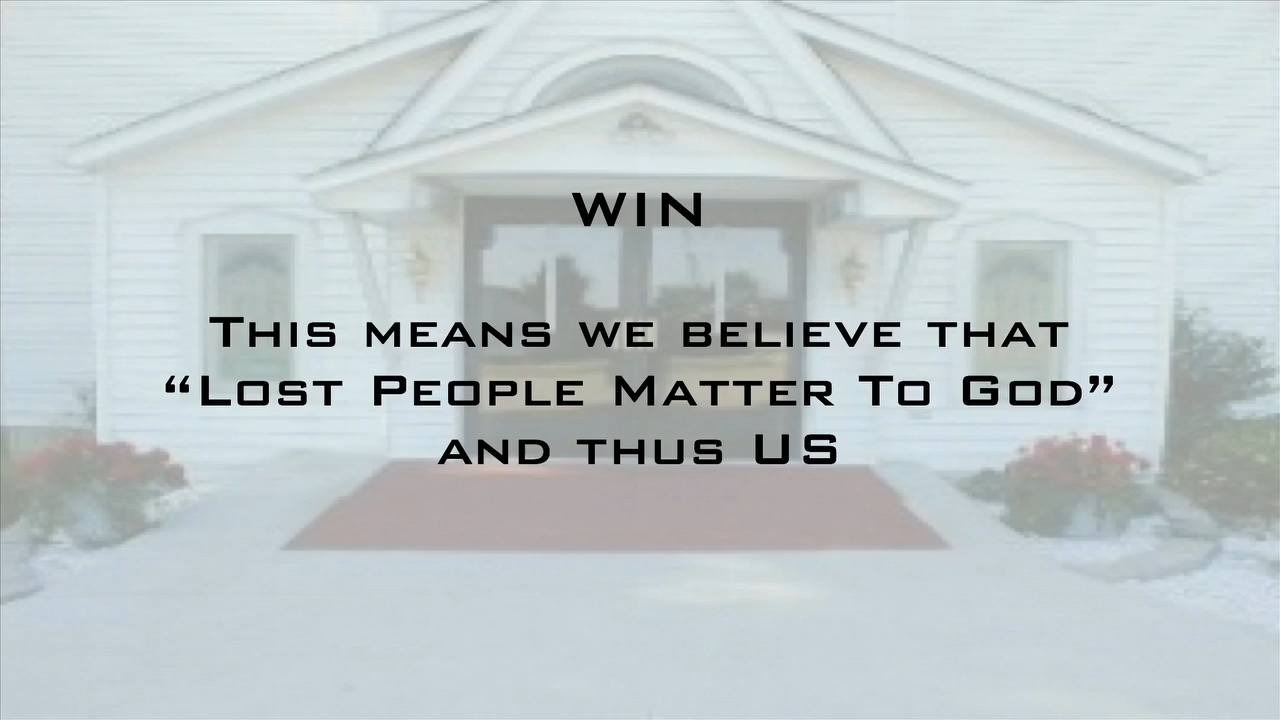 WIN
This means we believe that
“Lost People Matter To God”
and thus US